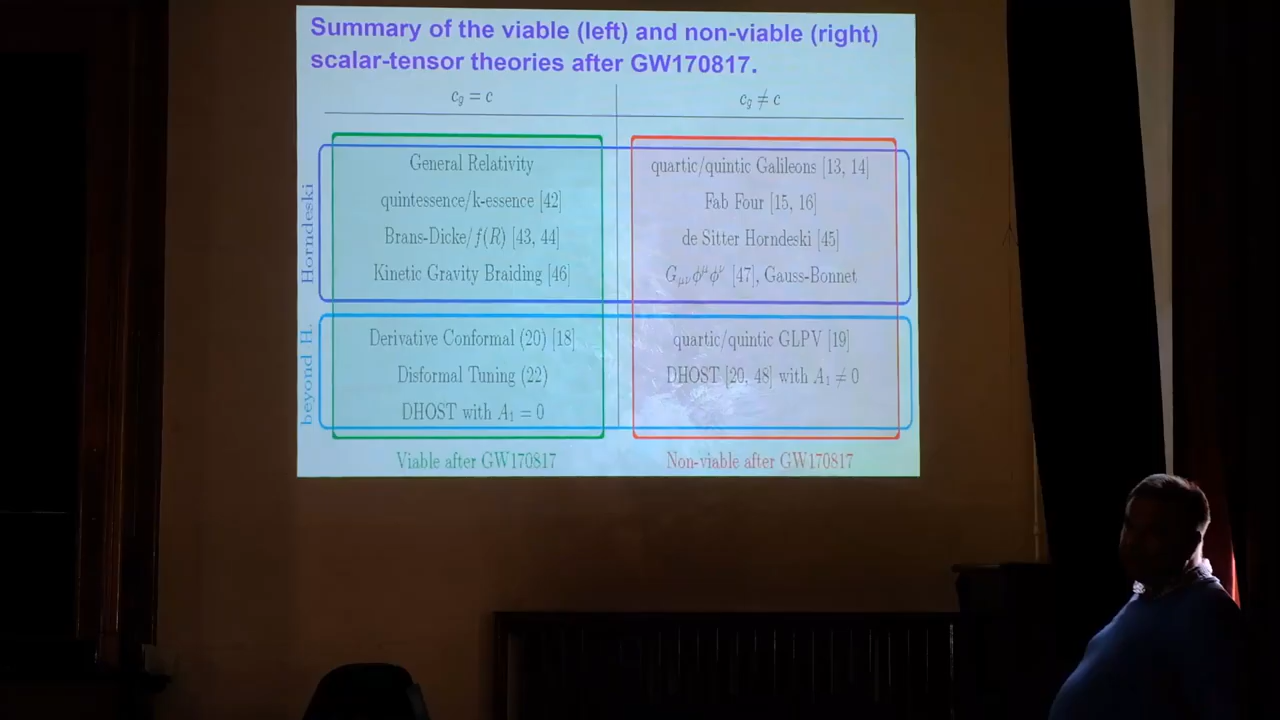 Summary of the viable (left) and non-viable (right)
scalar-tensor theories after GW170817.
c_g = c
c_g ≠ c
Horndeski
General Relativity
quintessence/k-essence [42]
Brans-Dicke/f(R) [43, 44]
Kinetic Gravity Braiding [46]
quartic/quintic Galileons [13, 14]
Fab Four [15, 16]
de Sitter Horndeski [45]
G_{μν}ϕ^μϕ^ν [47], Gauss-Bonnet
beyond H.
Derivative Conformal (20) [18]
Disformal Tuning (22)
DHOST with A₁ = 0
quartic/quintic GLPV [19]
DHOST [20, 48] with A₁ ≠ 0
Viable after GW170817
Non-viable after GW170817